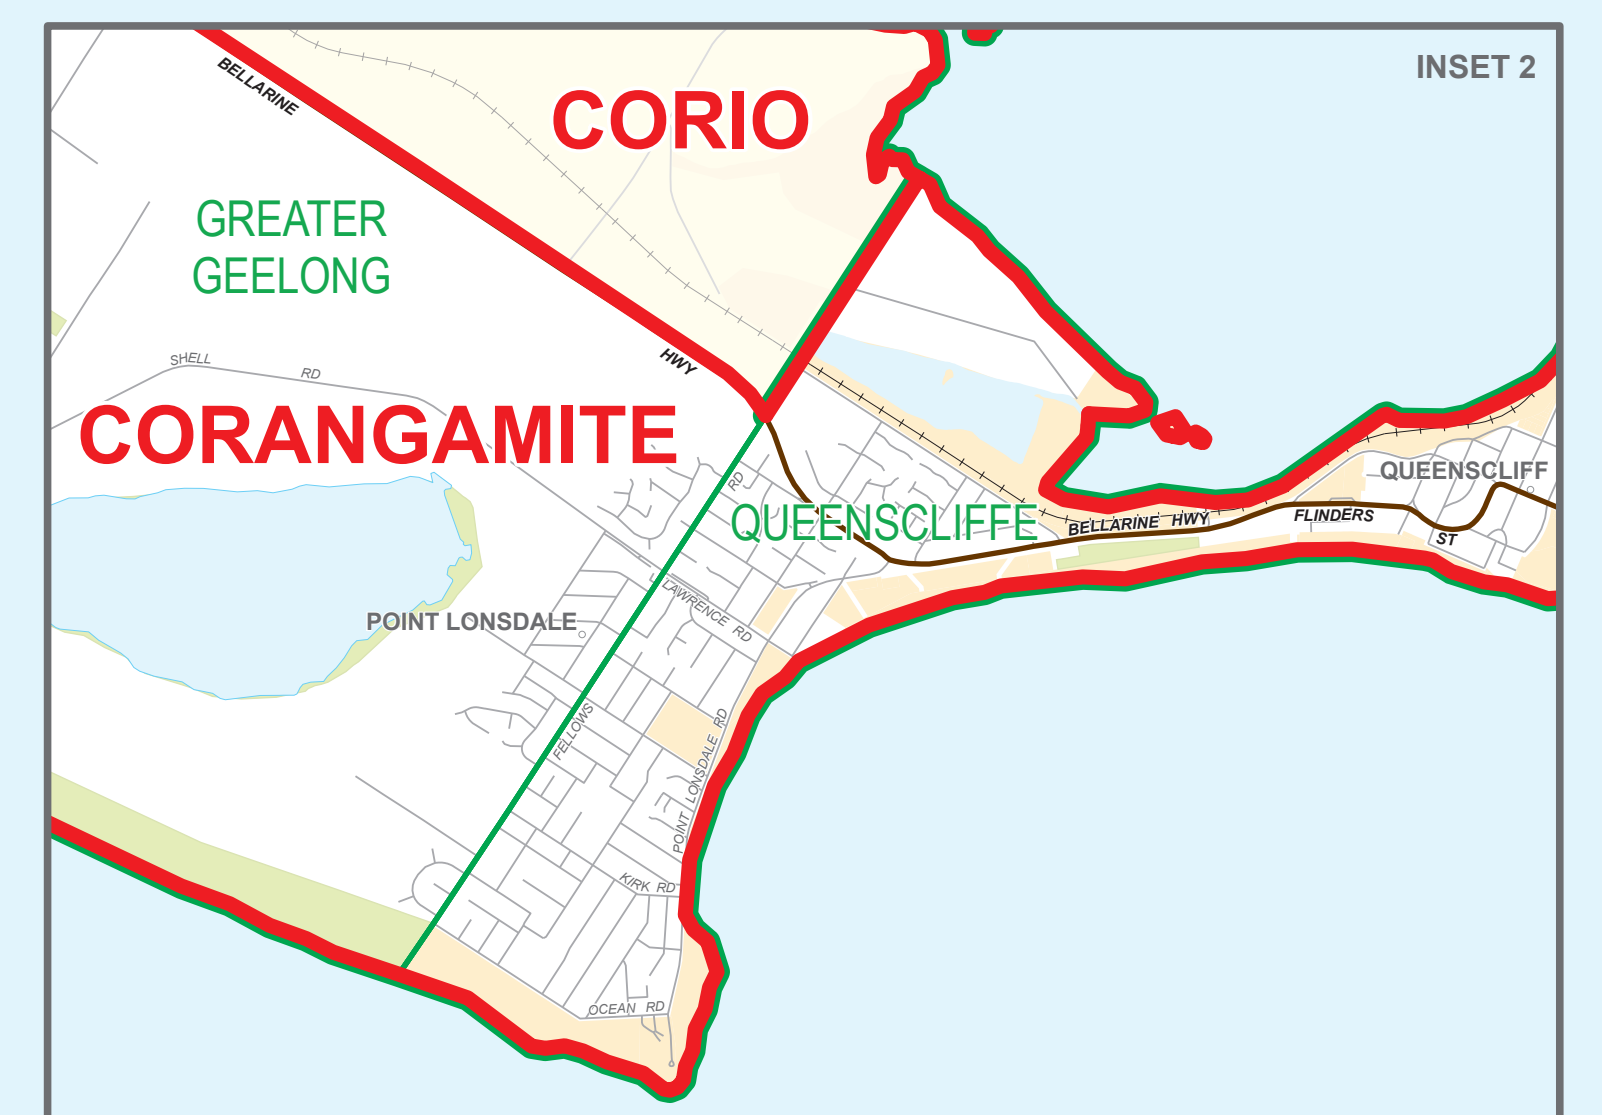 INSET 2
BELLARINE
CORIO
GREATER
GEELONG
HWY
SHELL RD
CORANGAMITE
QUEENSCLIFF
RD
QUEENSCLIFFE
BELLARINE HWY
FLINDERS
ST
LAWRENCE RD
POINT LONSDALE
FELLOWS
POINT LONSDALE RD
KIRK RD
OCEAN RD